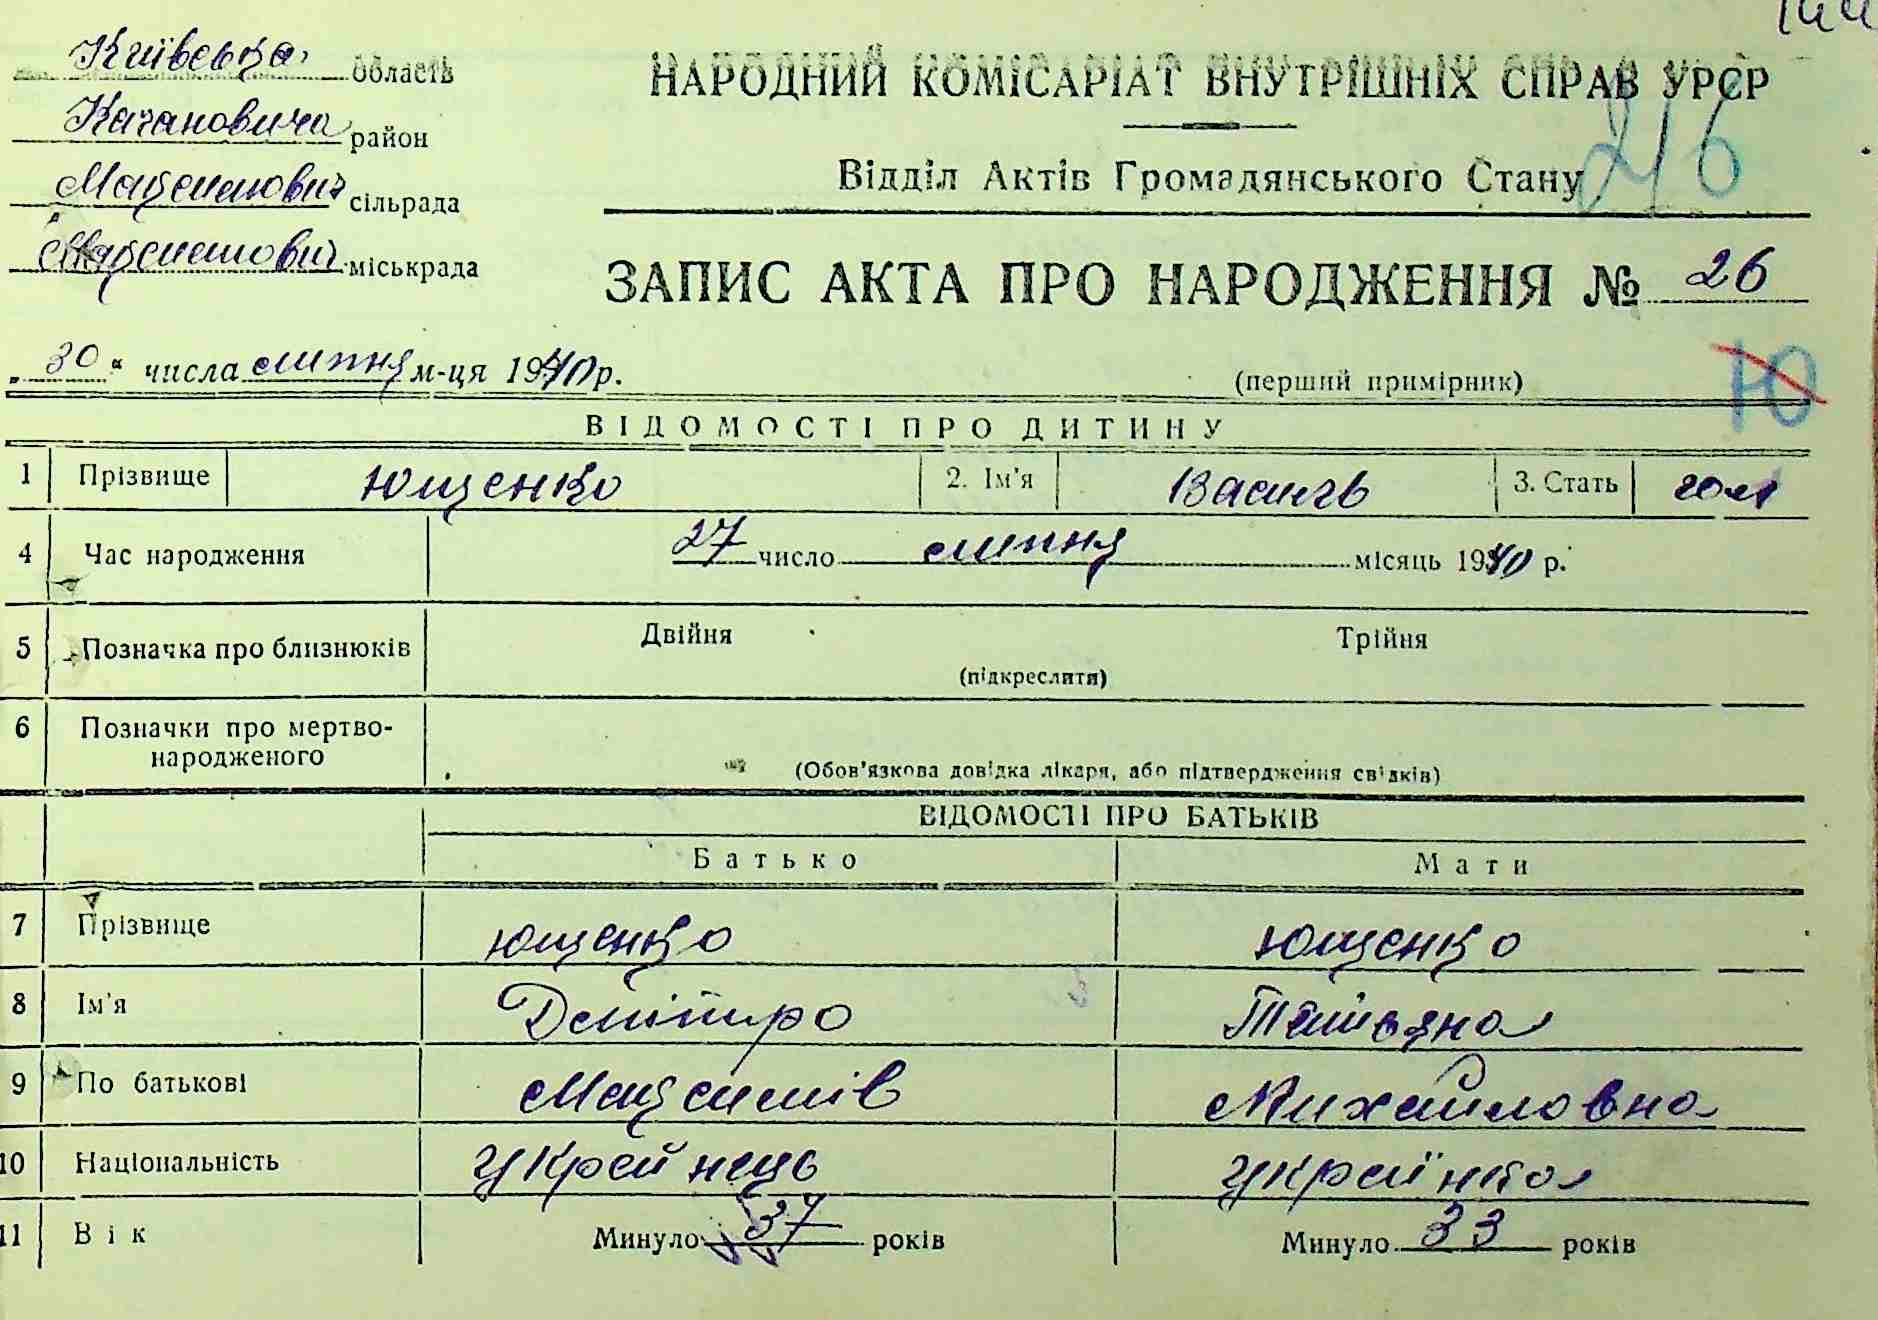 Київська область
район
Максимович сільрада
Максимович міськрада
НАРОДНИЙ КОМІСАРІАТ ВНУТРІШНІХ СПРАВ УРСР
216
Відділ Актів Громадянського Стану
ЗАПИС АКТА ПРО НАРОДЖЕННЯ № 26
„30“ числа липня м-ця 1940 р.
(перший примірник)
Ю
ВІДОМОСТІ ПРО ДИТИНУ
1 Прізвище Ющенко 2. Ім'я Василь 3. Стать чол
4 Час народження 27 число липня місяць 1940 р.
5 Позначка про близнюків Двійня Трійня
(підкреслити)
6 Позначки про мертво-
народженого
(Обов'язкова довідка лікаря, або підтвердження свідків)
ВІДОМОСТІ ПРО БАТЬКІВ
Батько Мати
7 Прізвище Ющенко Ющенко
8 Ім'я Дмітро Татьяна
9 По батькові Максимів Михайловна
10 Національність Українець Українка
11 Вік Минуло 37 років Минуло 33 років